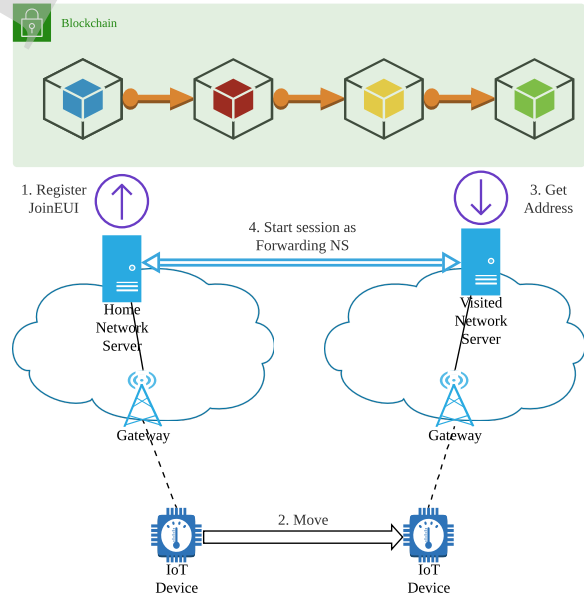 Blockchain
1. Register
JoinEUI
3. Get
Address
4. Start session as
Forwarding NS
Home
Network
Server
Visited
Network
Server
Gateway
Gateway
2. Move
IoT
Device
IoT
Device